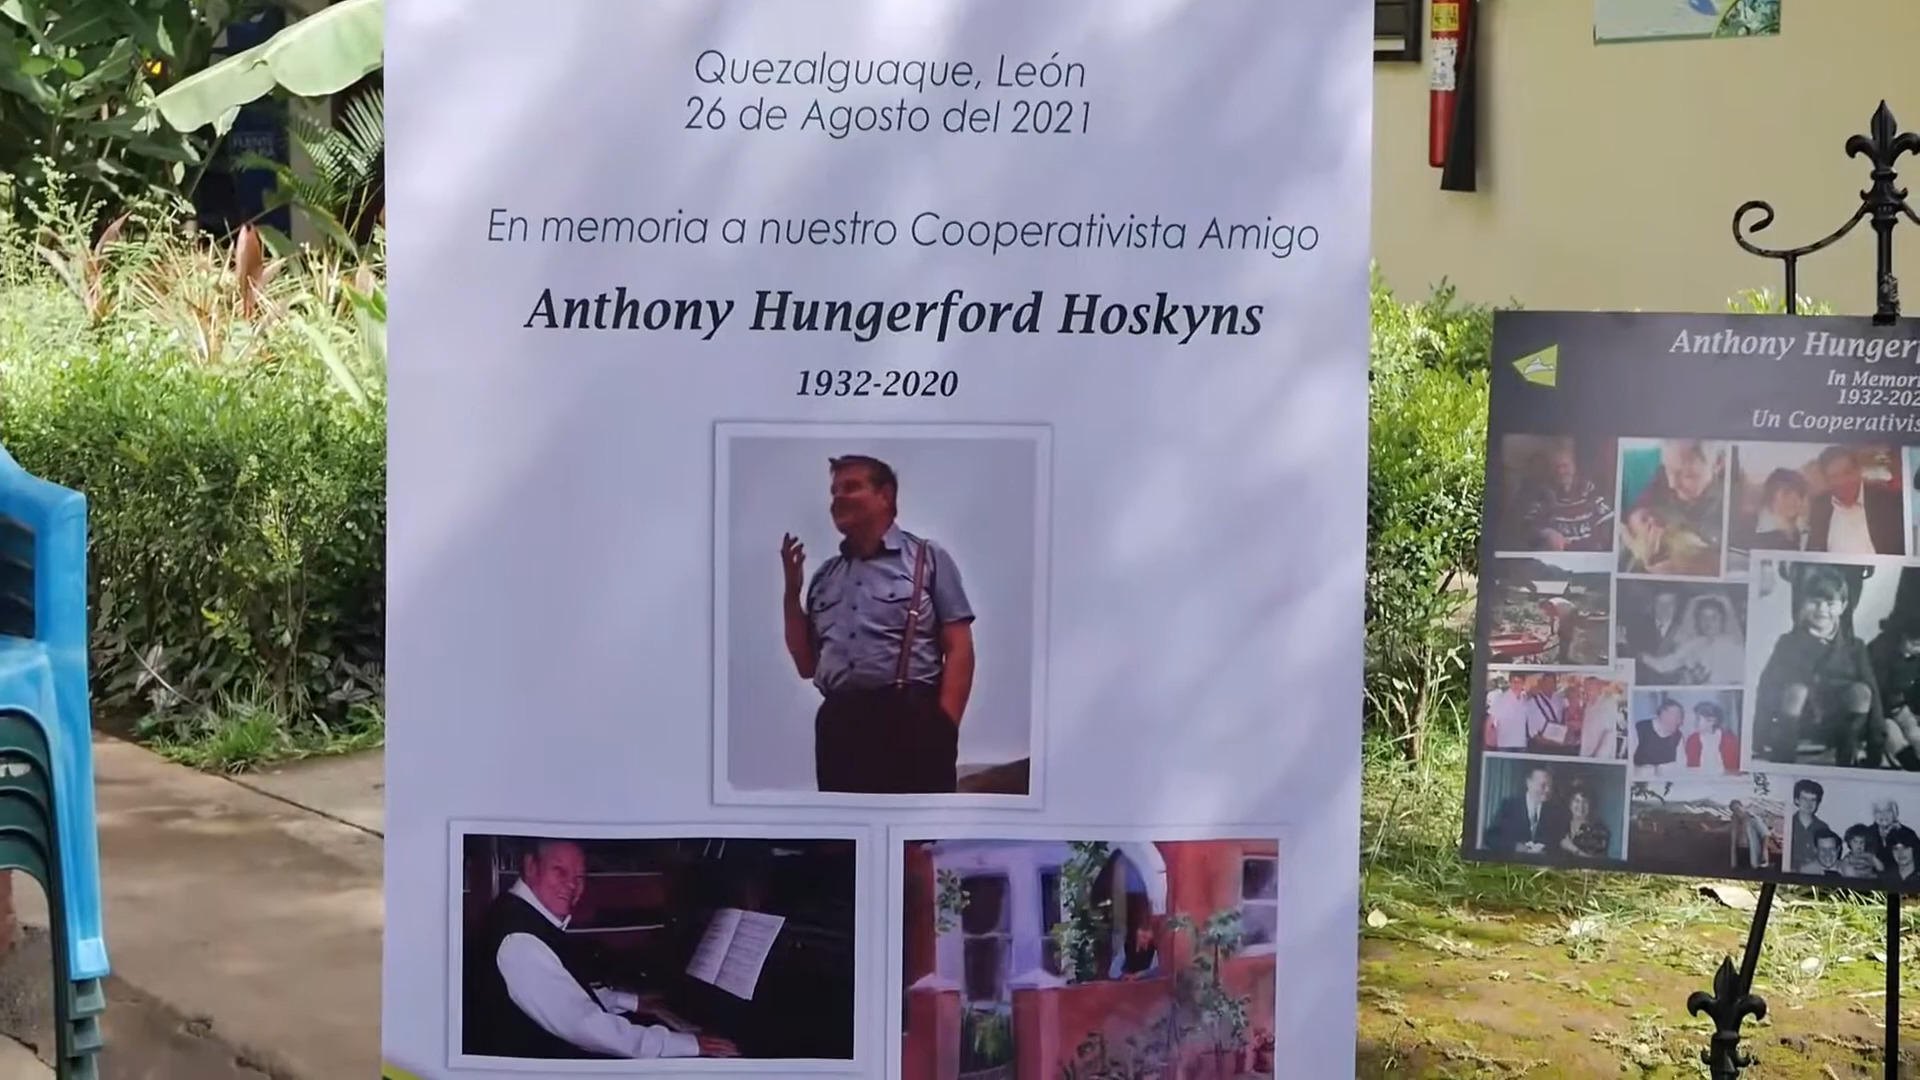 Quezalguaque, León
26 de Agosto del 2021
En memoria a nuestro Cooperativista Amigo
Anthony Hungerford Hoskyns
1932-2020
Anthony Hungerf
In Memori
1932-202
Un Cooperativis